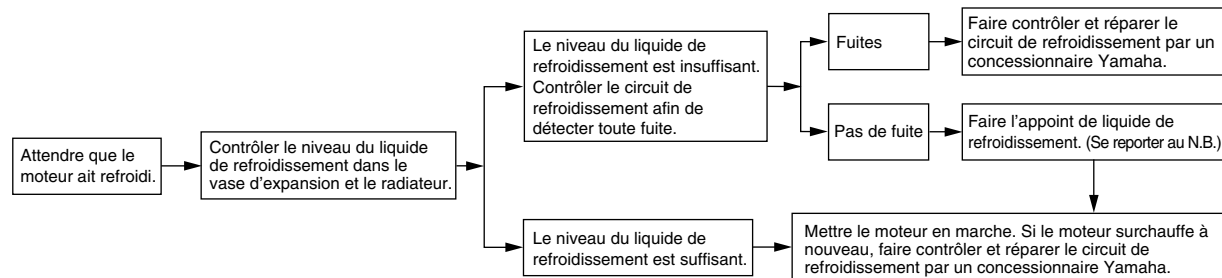 Attendre que le
moteur ait refroidi.
Contrôler le niveau du liquide
de refroidissement dans le
vase d’expansion et le radiateur.
Le niveau du liquide de
refroidissement est insuffisant.
Contrôler le circuit de
refroidissement afin de
détecter toute fuite.
Fuites
Faire contrôler et réparer le
circuit de refroidissement par un
concessionnaire Yamaha.
Pas de fuite
Faire l’appoint de liquide de
refroidissement. (Se reporter au N.B.)
Le niveau du liquide de
refroidissement est suffisant.
Mettre le moteur en marche. Si le moteur surchauffe à
nouveau, faire contrôler et réparer le circuit de
refroidissement par un concessionnaire Yamaha.